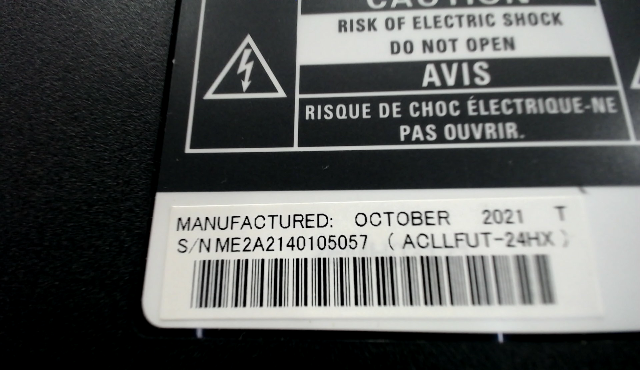 CAUTION
RISK OF ELECTRIC SHOCK
DO NOT OPEN
AVIS
RISQUE DE CHOC ÉLECTRIQUE-NE
PAS OUVRIR.
MANUFACTURED: OCTOBER 2021 T
S/N ME2A2140105057 (ACLLFUT-24HX)